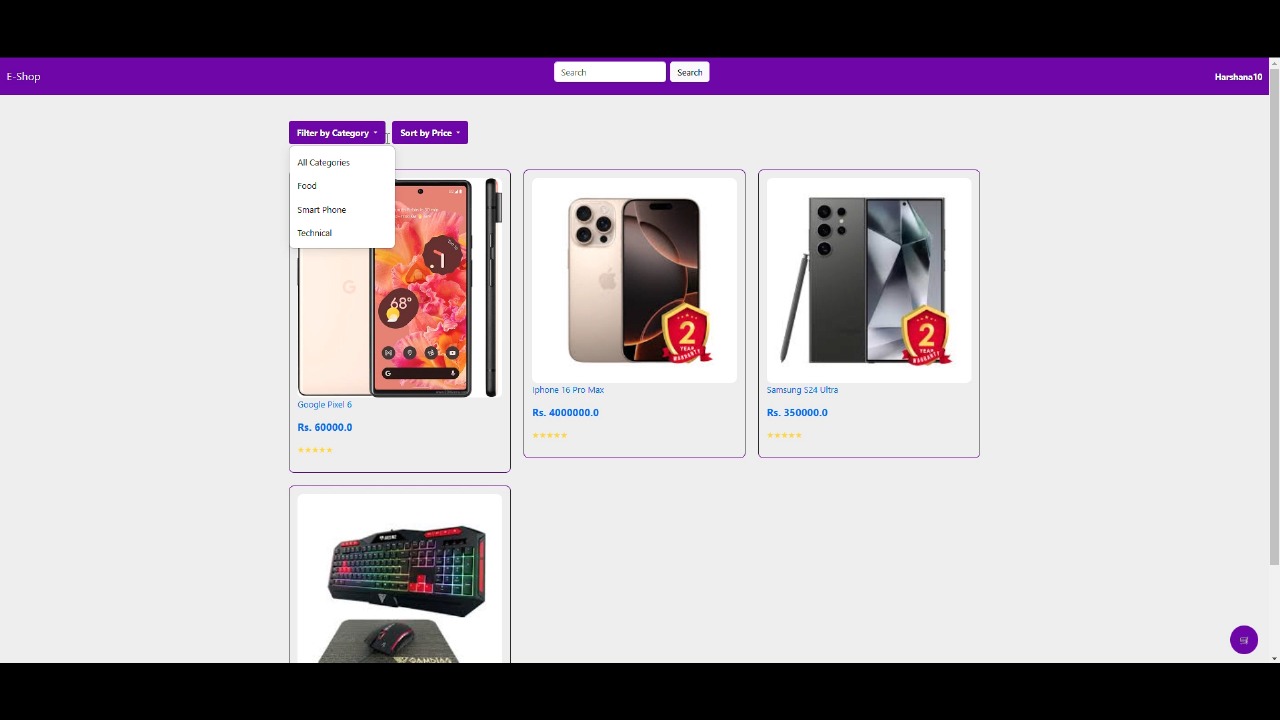 E-Shop
Search
Search
Harshana10
Filter by Category
Sort by Price
All Categories
Food
Smart Phone
Technical
68°
G
Google Pixel 6
Rs. 60000.0
2
YEAR
WARRANTY
Iphone 16 Pro Max
Rs. 4000000.0
2
YEAR
WARRANTY
Samsung S24 Ultra
Rs. 350000.0
GAMDIAS